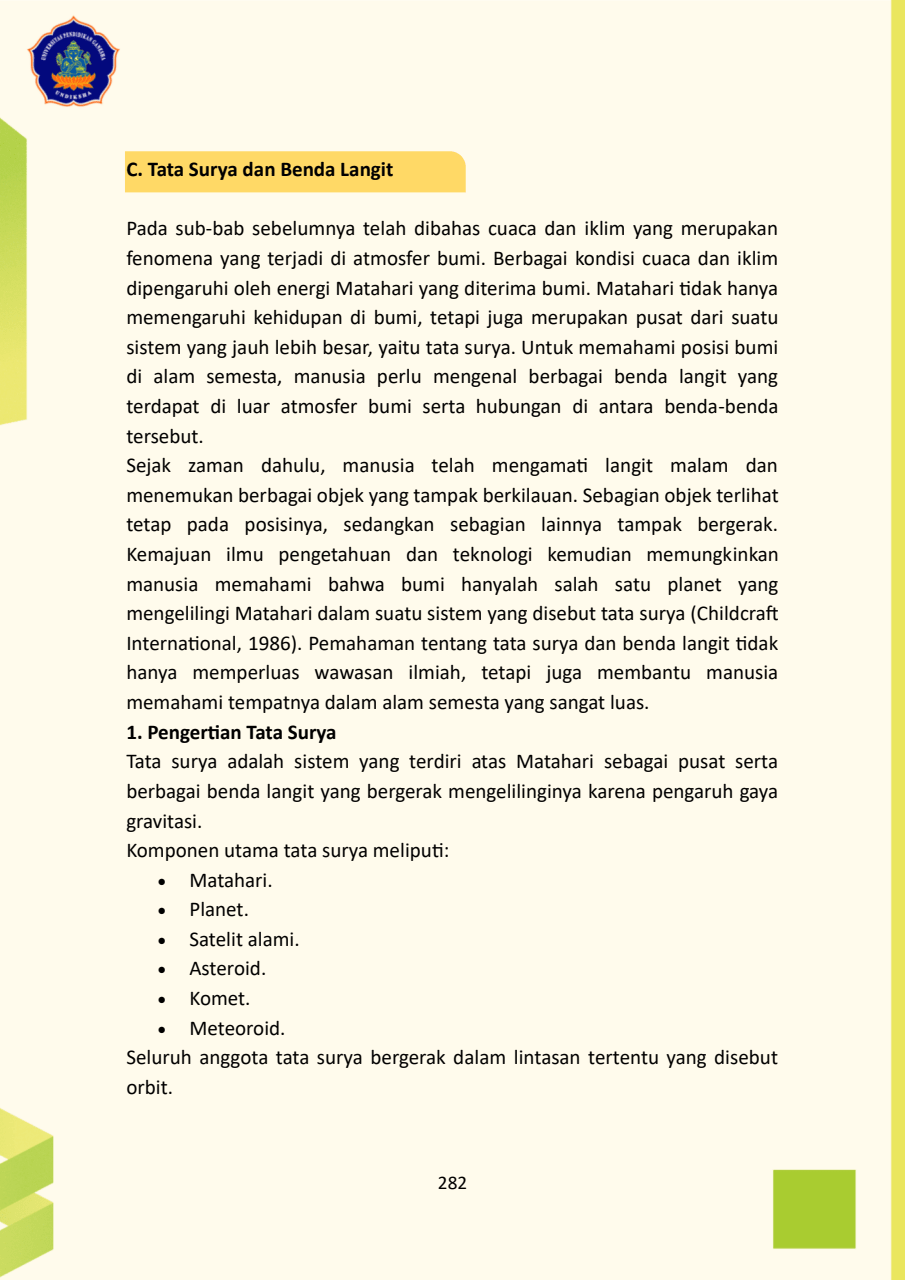 UNIVERSITAS PENDIDIKAN GANESHA
UNDIKSHA
C. Tata Surya dan Benda Langit
Pada sub-bab sebelumnya telah dibahas cuaca dan iklim yang merupakan
fenomena yang terjadi di atmosfer bumi. Berbagai kondisi cuaca dan iklim
dipengaruhi oleh energi Matahari yang diterima bumi. Matahari tidak hanya
memengaruhi kehidupan di bumi, tetapi juga merupakan pusat dari suatu
sistem yang jauh lebih besar, yaitu tata surya. Untuk memahami posisi bumi
di alam semesta, manusia perlu mengenal berbagai benda langit yang
terdapat di luar atmosfer bumi serta hubungan di antara benda-benda
tersebut.
Sejak zaman dahulu, manusia telah mengamati langit malam dan
menemukan berbagai objek yang tampak berkilauan. Sebagian objek terlihat
tetap pada posisinya, sedangkan sebagian lainnya tampak bergerak.
Kemajuan ilmu pengetahuan dan teknologi kemudian memungkinkan
manusia memahami bahwa bumi hanyalah salah satu planet yang
mengelilingi Matahari dalam suatu sistem yang disebut tata surya (Childcraft
International, 1986). Pemahaman tentang tata surya dan benda langit tidak
hanya memperluas wawasan ilmiah, tetapi juga membantu manusia
memahami tempatnya dalam alam semesta yang sangat luas.
1. Pengertian Tata Surya
Tata surya adalah sistem yang terdiri atas Matahari sebagai pusat serta
berbagai benda langit yang bergerak mengelilinginya karena pengaruh gaya
gravitasi.
Komponen utama tata surya meliputi:
• Matahari.
• Planet.
• Satelit alami.
• Asteroid.
• Komet.
• Meteoroid.
Seluruh anggota tata surya bergerak dalam lintasan tertentu yang disebut
orbit.
282